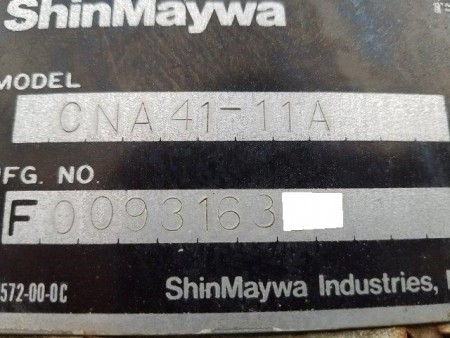 ShinMaywa
MODEL
CNA41-11A
FG. NO.
F0093163
572-00-0C
ShinMaywa Industries,